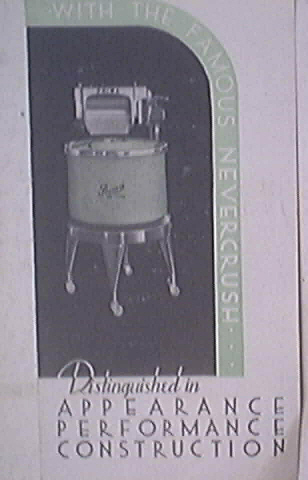 ·WITH THE FAMOUS NEVERCRUSH···
Distinguished in
APPEARANCE
PERFORMANCE
CONSTRUCTION